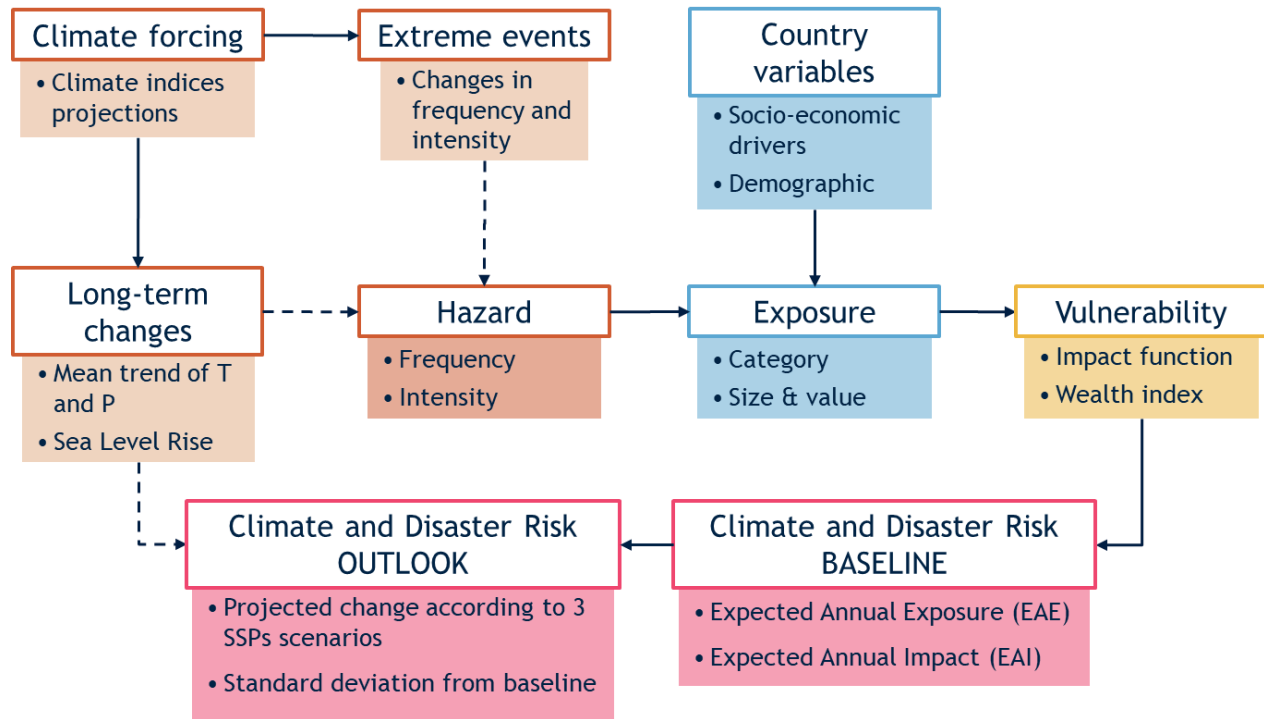 Climate forcing
• Climate indices
projections
Extreme events
• Changes in
frequency and
intensity
Country
variables
• Socio-economic
drivers
• Demographic
Long-term
changes
• Mean trend of T
and P
• Sea Level Rise
Hazard
• Frequency
• Intensity
Exposure
• Category
• Size & value
Vulnerability
• Impact function
• Wealth index
Climate and Disaster Risk
OUTLOOK
• Projected change according to 3
SSPs scenarios
• Standard deviation from baseline
Climate and Disaster Risk
BASELINE
• Expected Annual Exposure (EAE)
• Expected Annual Impact (EAI)